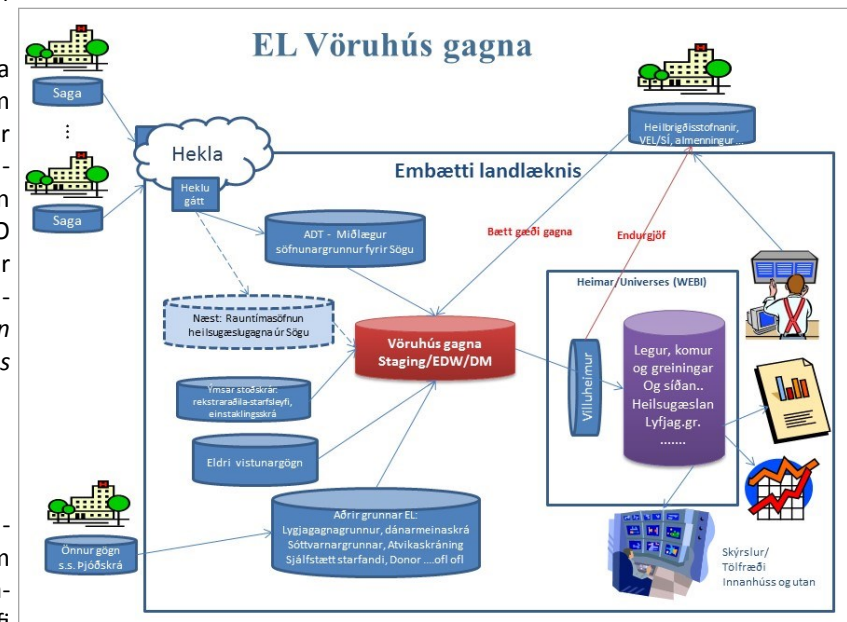 EL Vöruhús gagna
Saga
Saga
Hekla
Heklu
gátt
Embætti landlæknis
Heilbrigðisstofnanir,
VEL/SÍ, almenningur ...
ADT - Miðlægur
söfnunargrunnur fyrir Sögu
Bætt gæði gagna
Endurgjöf
Næst: Rauntímasöfnun
heilsugæslugagna úr Sögu
Vöruhús gagna
Staging/EDW/DM
Heimar/Universes (WEBI)
Villuheimur
Legur, komur
og greiningar
Og síðan..
Heilsugæslan
Lyfjag.gr.
.......
Ýmsar stoðskrár:
rekstraraðila-starfsleyfi,
einstaklingsskrá
Eldri vistunargögn
Önnur gögn
s.s. Þjóðskrá
Aðrir grunnar EL:
Lygjagagnagrunnur, dánarmeinaskrá
Sóttvarnargrunnar, Atvikaskráning
Sjálfstætt starfandi, Donor ....ofl ofl
Skýrslur/
Tölfræði
Innanhúss og utan